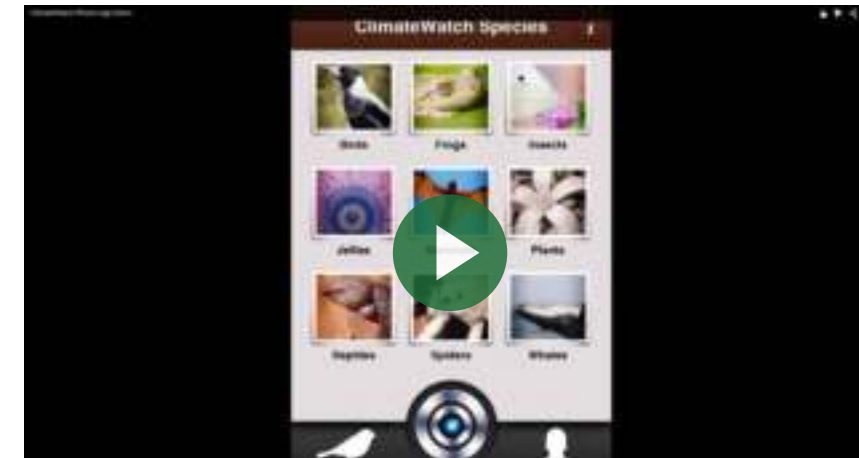 ClimateWatch Species
Birds
Frogs
Insects
Jellies
Plants
Reptiles
Spiders
Whales